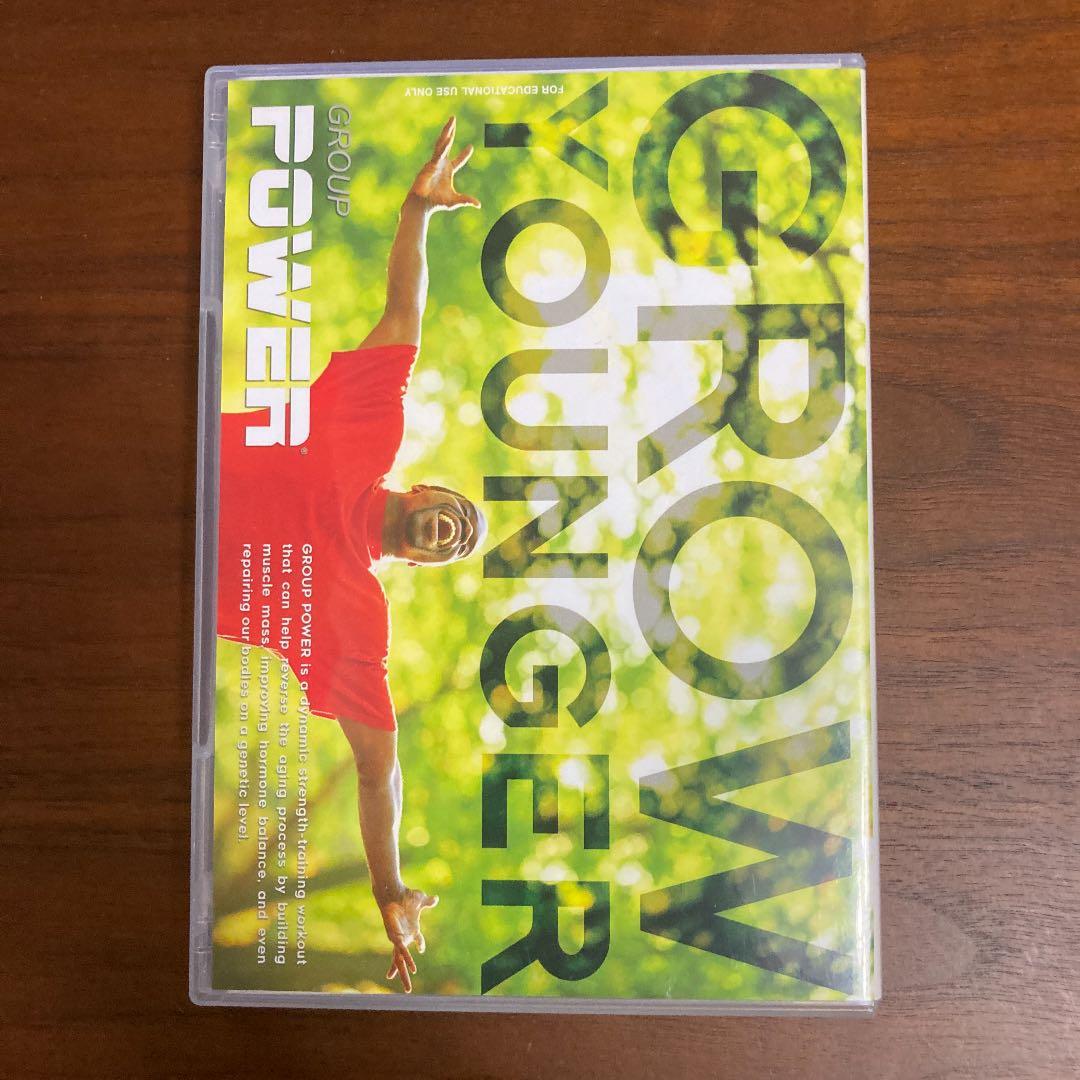 FOR EDUCATIONAL USE ONLY
GROW
YOUNGER
GROUP
POWER®
GROUP POWER is a dynamic strength-training workout
that can help reverse the aging process by building
muscle mass, improving hormone balance, and even
repairing our bodies on a genetic level.